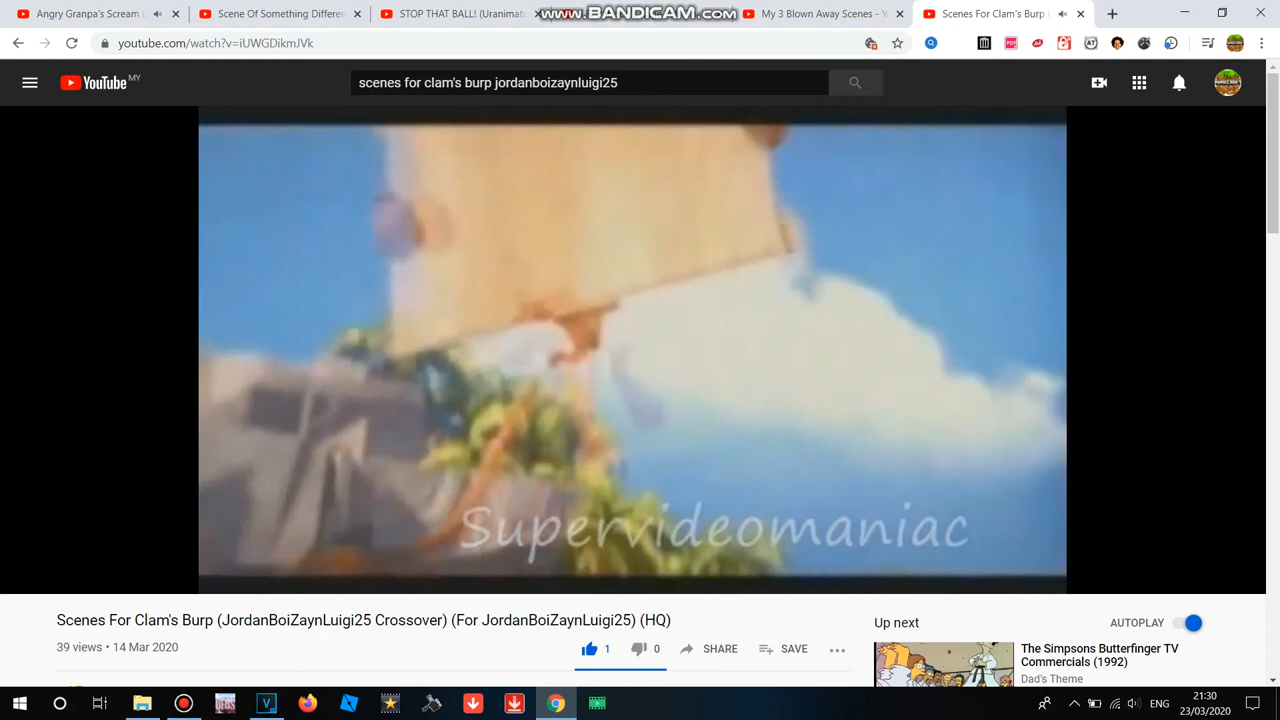 Angry Granpa's Scream (
Scene Of Something Differen
STOP THAT BALL! (Uranimate
www.BANDICAM.com
My 3 Blown Away Scenes - Y
Scenes For Clam's Burp (
youtube.com/watch?v=iUWGDikmJVk
YouTube MY
scenes for clam's burp jordanboizaynluigi25
Supervideomaniac
Scenes For Clam's Burp (JordanBoiZaynLuigi25 Crossover) (For JordanBoiZaynLuigi25) (HQ)
39 views • 14 Mar 2020
1
0
SHARE
SAVE
Up next
AUTOPLAY
The Simpsons Butterfinger TV
Commercials (1992)
Dad's Theme
ENG
21:30
23/03/2020